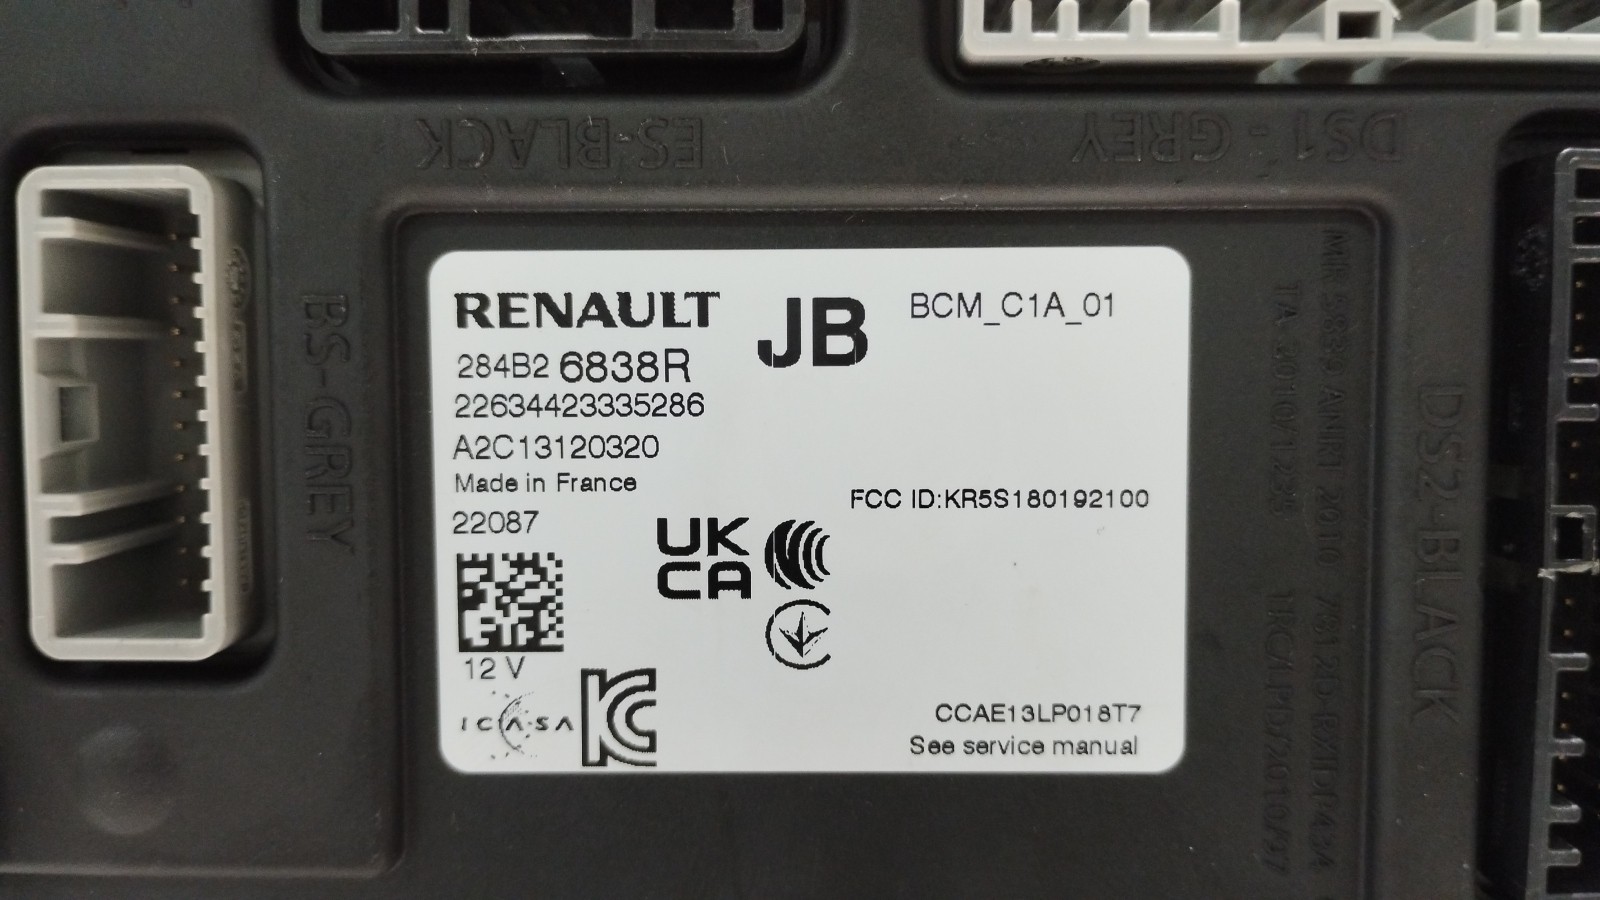 ES-BLACK
DS1 - GREY
BS-GREY
RENAULT
JB
BCM_C1A_01
284B2 6838R
22634423335286
A2C13120320
Made in France
22087
FCC ID:KR5S180192100
UK
CA
12 V
ICASA
CCAE13LP018T7
See service manual
DS2-BLACK